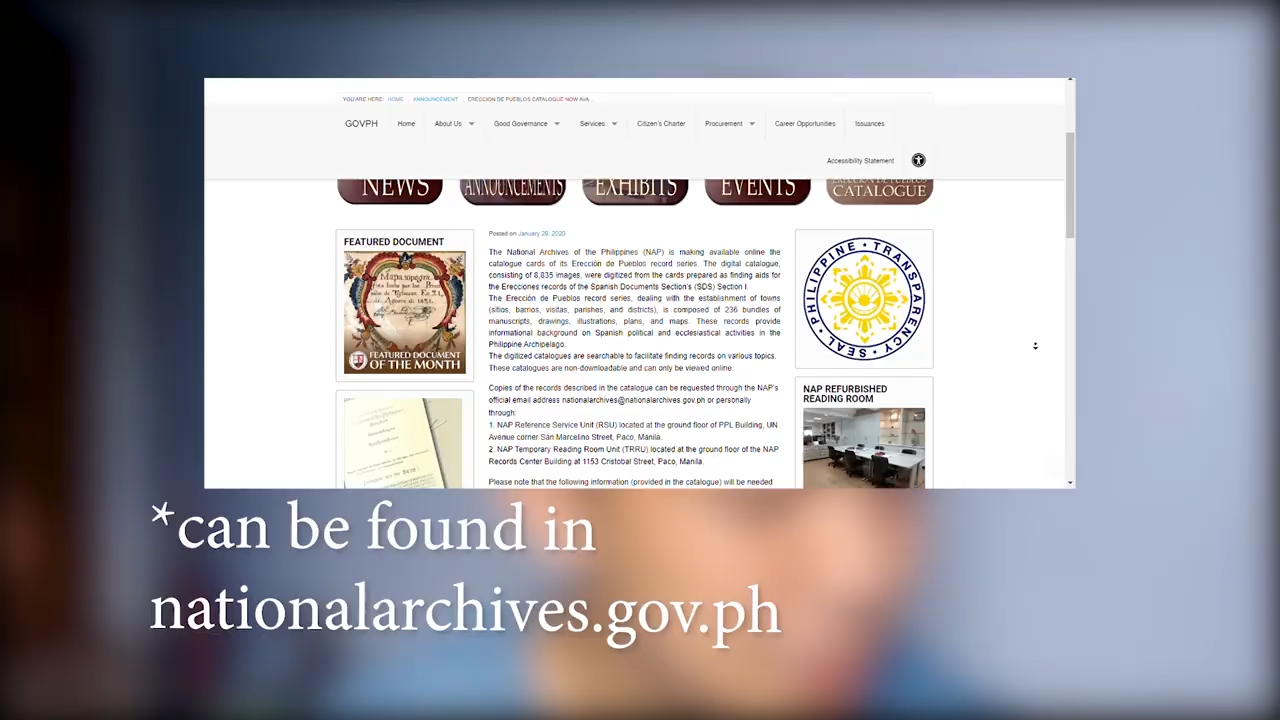 YOU ARE HERE: HOME ANNOUNCEMENT ERECCION DE PUEBLOS CATALOGUE NOW AVA...
GOVPH Home About Us Good Governance Services Citizen's Charter Procurement Career Opportunities Issuances
Accessibility Statement
NEWS ANNOUNCEMENTS EXHIBITS EVENTS ERECCION DE PUEBLOS
CATALOGUE
FEATURED DOCUMENT
Mapa topogra-
FEATURED DOCUMENT
OF THE MONTH
Posted on January 29, 2020
The National Archives of the Philippines (NAP) is making available online the
catalogue cards of its Erección de Pueblos record series. The digital catalogue,
consisting of 8,835 images, were digitized from the cards prepared as finding aids for
the Erecciones records of the Spanish Documents Section's (SDS) Section I.
The Erección de Pueblos record series, dealing with the establishment of towns
(sitios, barrios, visitas, parishes, and districts), is composed of 236 bundles of
manuscripts, drawings, illustrations, plans, and maps. These records provide
informational background on Spanish political and ecclesiastical activities in the
Philippine Archipelago.
The digitized catalogues are searchable to facilitate finding records on various topics.
These catalogues are non-downloadable and can only be viewed online.
Copies of the records described in the catalogue can be requested through the NAP's
official email address nationalarchives@nationalarchives.gov.ph or personally
through:
1. NAP Reference Service Unit (RSU) located at the ground floor of PPL Building, UN
Avenue corner San Marcelino Street, Paco, Manila.
2. NAP Temporary Reading Room Unit (TRRU) located at the ground floor of the NAP
Records Center Building at 1153 Cristobal Street, Paco, Manila.
Please note that the following information (provided in the catalogue) will be needed
PHILIPPINE TRANSPARENCY SEAL
NAP REFURBISHED
READING ROOM
*can be found in
nationalarchives.gov.ph